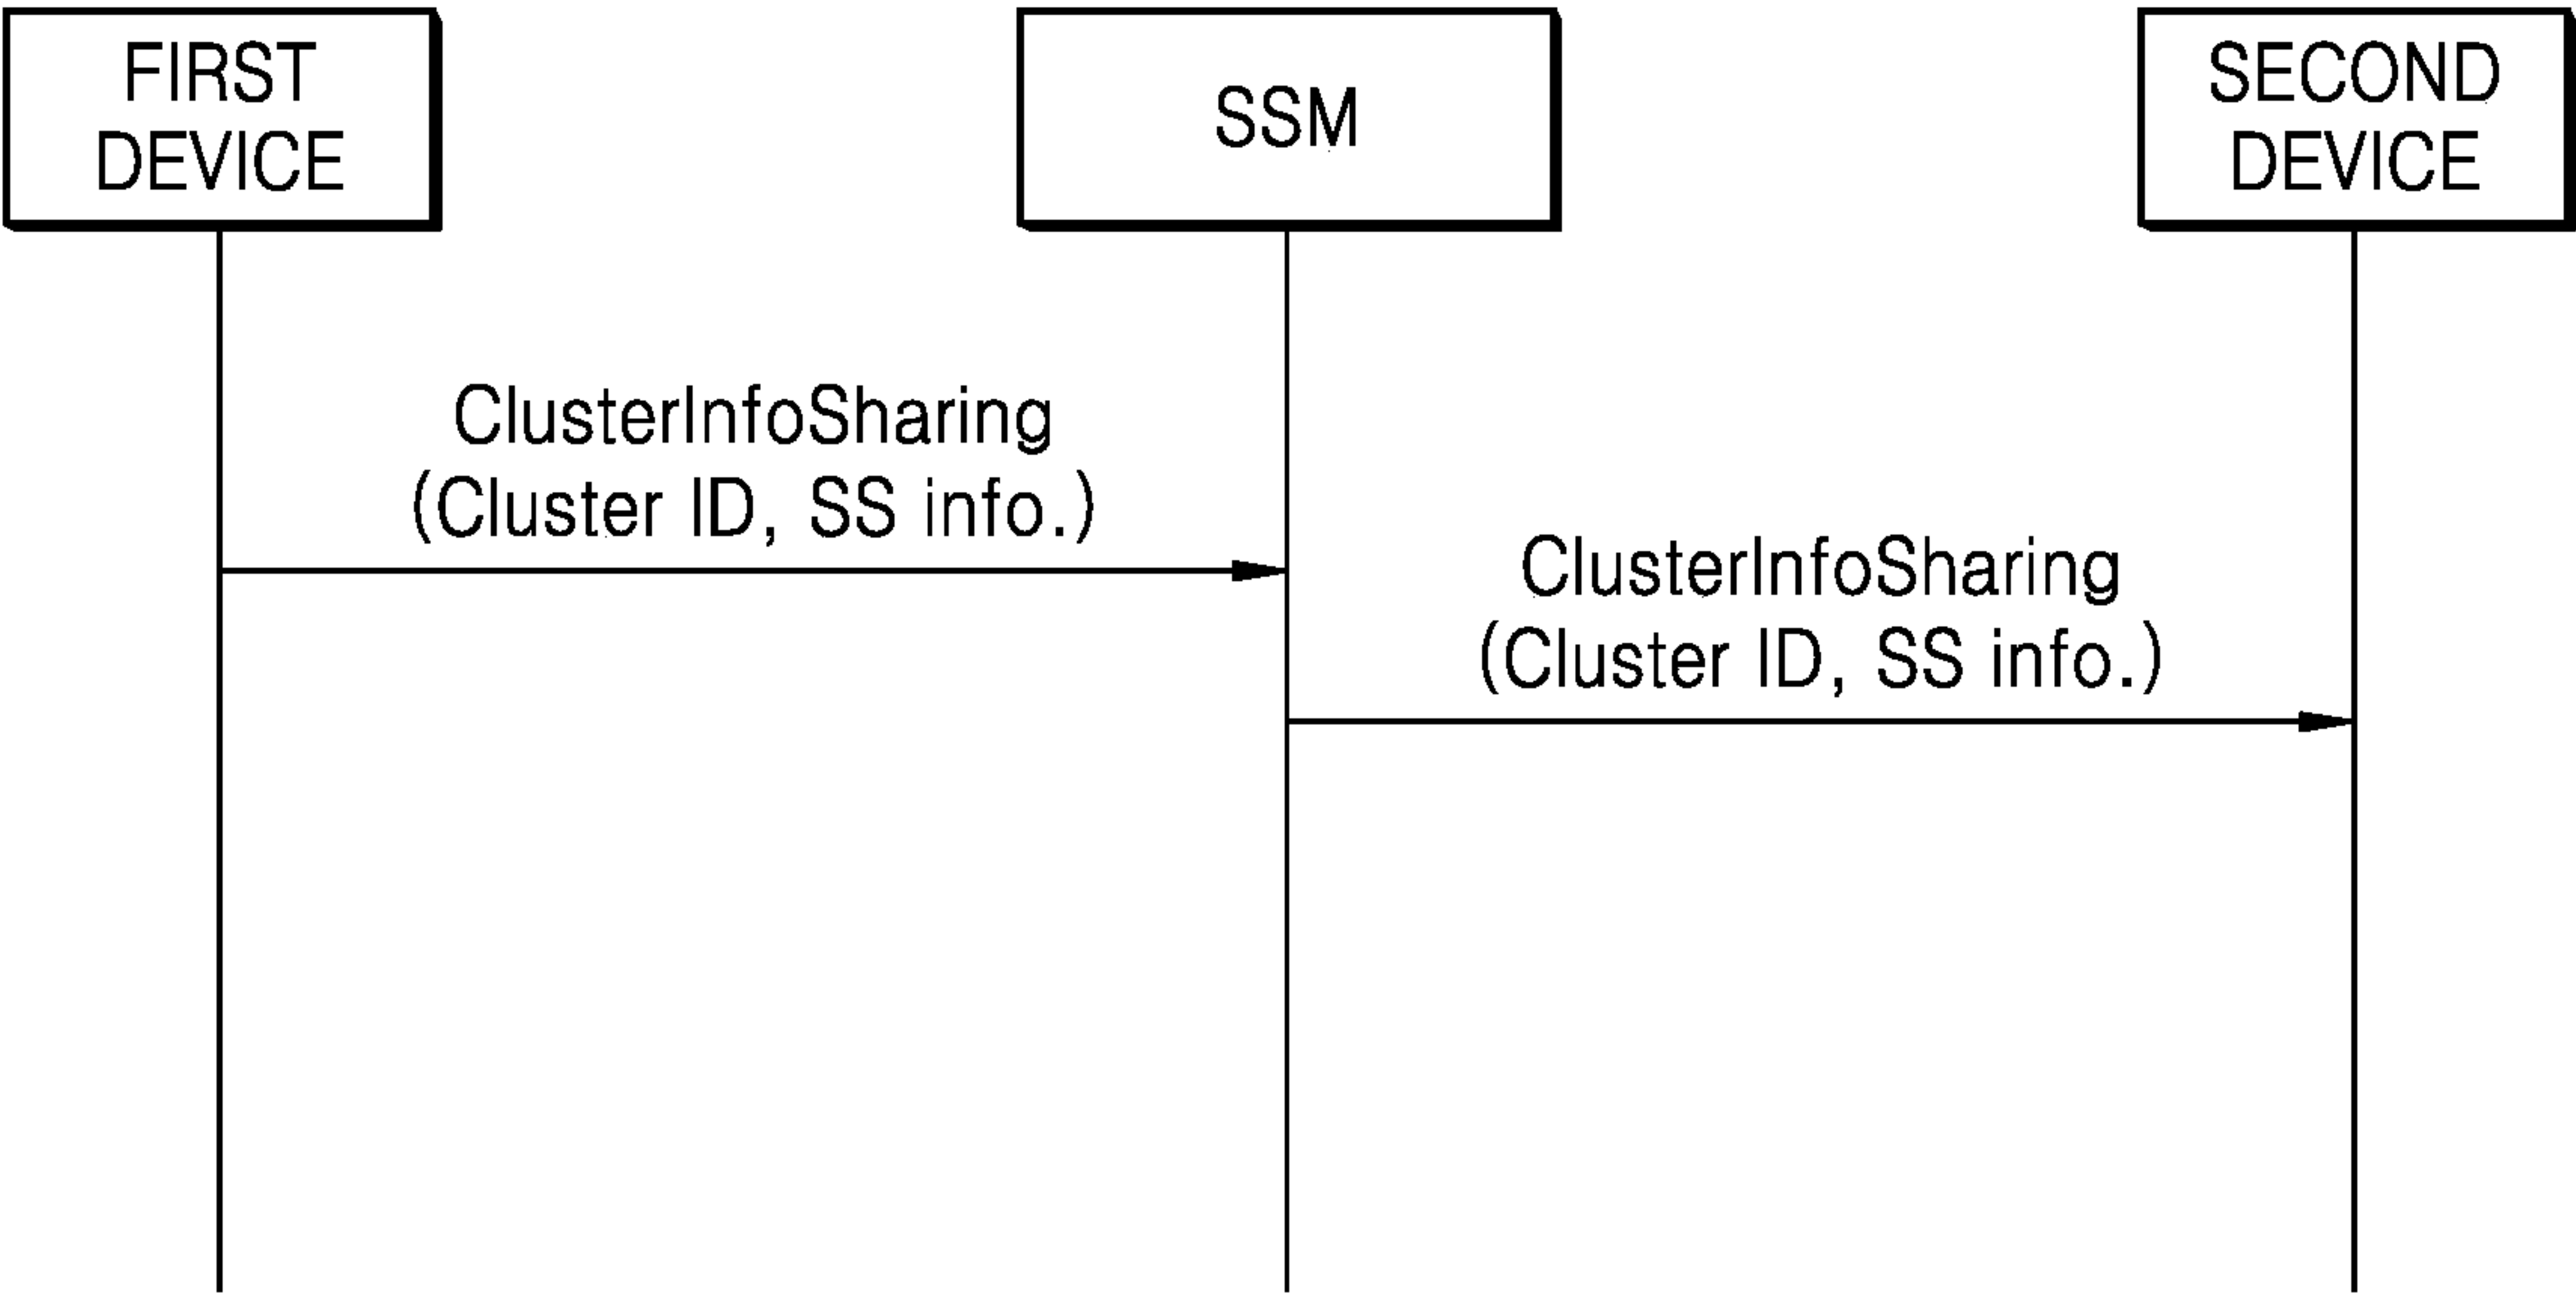 FIRST
DEVICE
SSM
SECOND
DEVICE
ClusterInfoSharing
(Cluster ID, SS info.)
ClusterInfoSharing
(Cluster ID, SS info.)